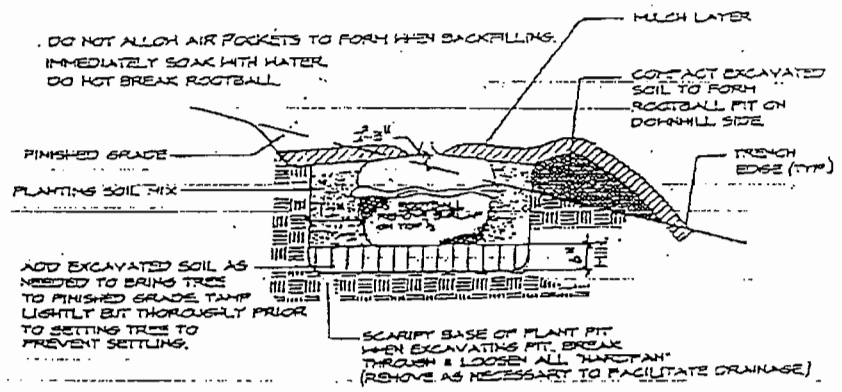 . DO NOT ALLOW AIR POCKETS TO FORM WHEN BACKFILLING.
IMMEDIATELY SOAK WITH WATER
DO NOT BREAK ROOTBALL
MULCH LAYER
COMPACT EXCAVATED
SOIL TO FORM
ROOTBALL PIT ON
DOWNHILL SIDE
FINISHED GRADE
TRENCH
EDGE (TYP)
PLANTING SOIL MIX
ON TOP
ADD EXCAVATED SOIL AS
NEEDED TO BRING TREE
TO FINISHED GRADE TAMP
LIGHTLY BUT THOROUGHLY PRIOR
TO SETTING TREE TO
PREVENT SETTLING.
SCARIFY BASE OF PLANT PIT
WHEN EXCAVATING PIT. BREAK
THROUGH & LOOSEN ALL "HARDPAN"
(REMOVE AS NECESSARY TO FACILITATE DRAINAGE)